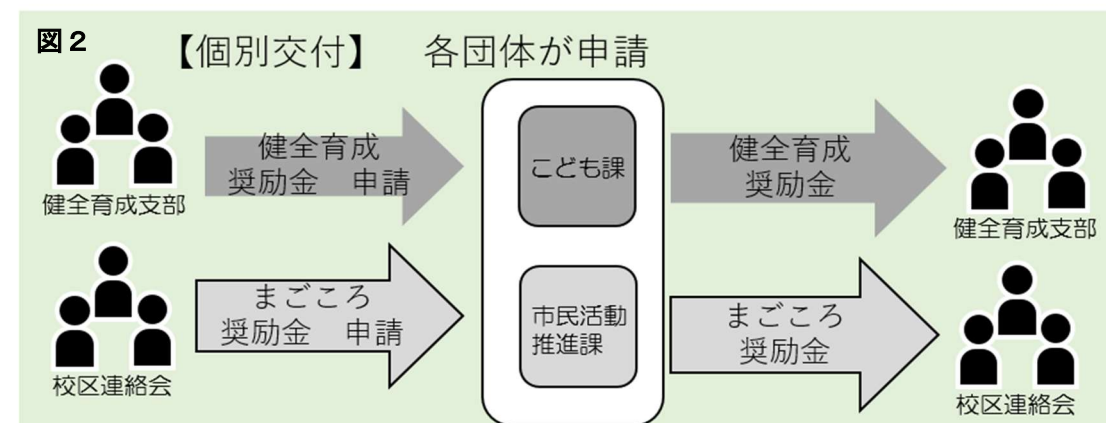 図2
【個別交付】 各団体が申請
健全育成
奨励金 申請
健全育成支部
こども課
健全育成
奨励金
健全育成支部
まごころ
奨励金 申請
校区連絡会
市民活動
推進課
まごころ
奨励金
校区連絡会